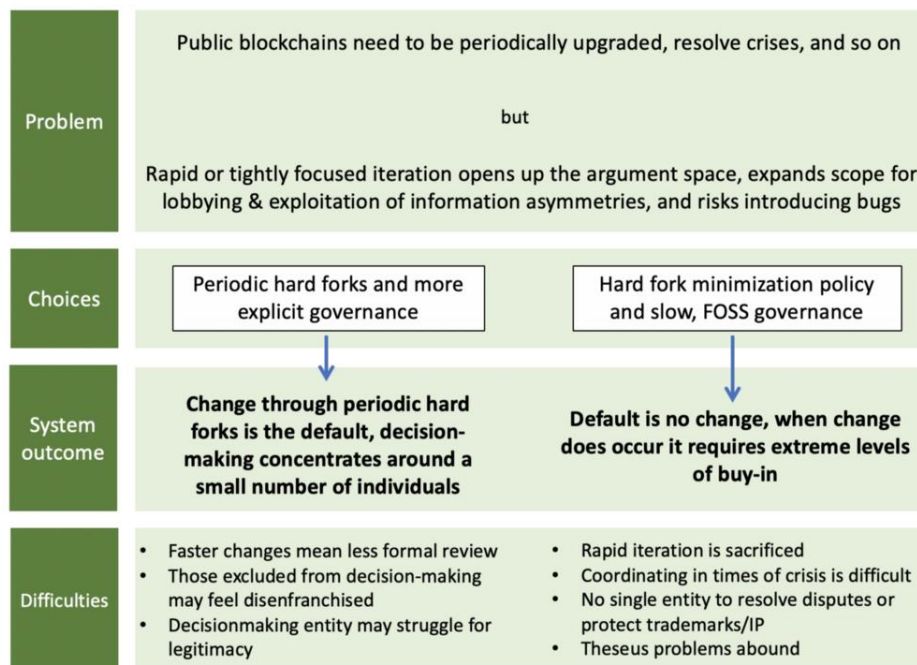 Problem
Public blockchains need to be periodically upgraded, resolve crises, and so on
but
Rapid or tightly focused iteration opens up the argument space, expands scope for
lobbying & exploitation of information asymmetries, and risks introducing bugs
Choices
Periodic hard forks and more
explicit governance
Hard fork minimization policy
and slow, FOSS governance
System
outcome
Change through periodic hard
forks is the default, decision-
making concentrates around a
small number of individuals
Default is no change, when change
does occur it requires extreme levels
of buy-in
Difficulties
• Faster changes mean less formal review
• Those excluded from decision-making
may feel disenfranchised
• Decisionmaking entity may struggle for
legitimacy
• Rapid iteration is sacrificed
• Coordinating in times of crisis is difficult
• No single entity to resolve disputes or
protect trademarks/IP
• Theseus problems abound